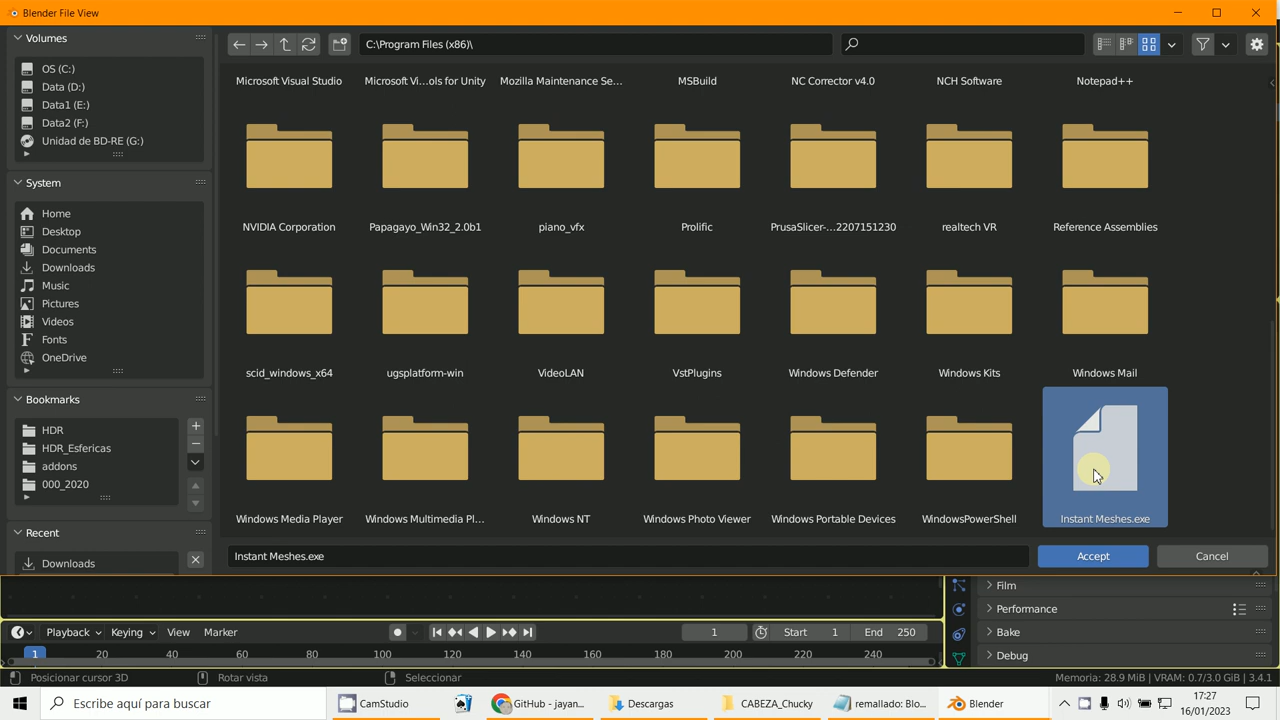 Blender File View
Volumes
OS (C:)
Data (D:)
Data1 (E:)
Data2 (F:)
Unidad de BD-RE (G:)
System
Home
Desktop
Documents
Downloads
Music
Pictures
Videos
Fonts
OneDrive
Bookmarks
HDR
HDR_Esfericas
addons
000_2020
Recent
Downloads
C:\Program Files (x86)\
Microsoft Visual Studio
Microsoft Vi...ols for Unity
Mozilla Maintenance Se...
MSBuild
NC Corrector v4.0
NCH Software
Notepad++
NVIDIA Corporation
Papagayo_Win32_2.0b1
piano_vfx
Prolific
PrusaSlicer-...2207151230
realtech VR
Reference Assemblies
scid_windows_x64
ugsplatform-win
VideoLAN
VstPlugins
Windows Defender
Windows Kits
Windows Mail
Windows Media Player
Windows Multimedia Pl...
Windows NT
Windows Photo Viewer
Windows Portable Devices
WindowsPowerShell
Instant Meshes.exe
Instant Meshes.exe
Accept
Cancel
Film
Performance
Bake
Debug
Playback
Keying
View
Marker
1
Start 1
End 250
1
20
40
60
80
100
120
140
160
180
200
220
240
Posicionar cursor 3D
Rotar vista
Seleccionar
Memoria: 28.9 MiB | VRAM: 0.7/3.0 GiB | 3.4.1
Escribe aquí para buscar
CamStudio
GitHub - jayan...
Descargas
CABEZA_Chucky
remallado: Blo...
Blender
17:27
16/01/2023